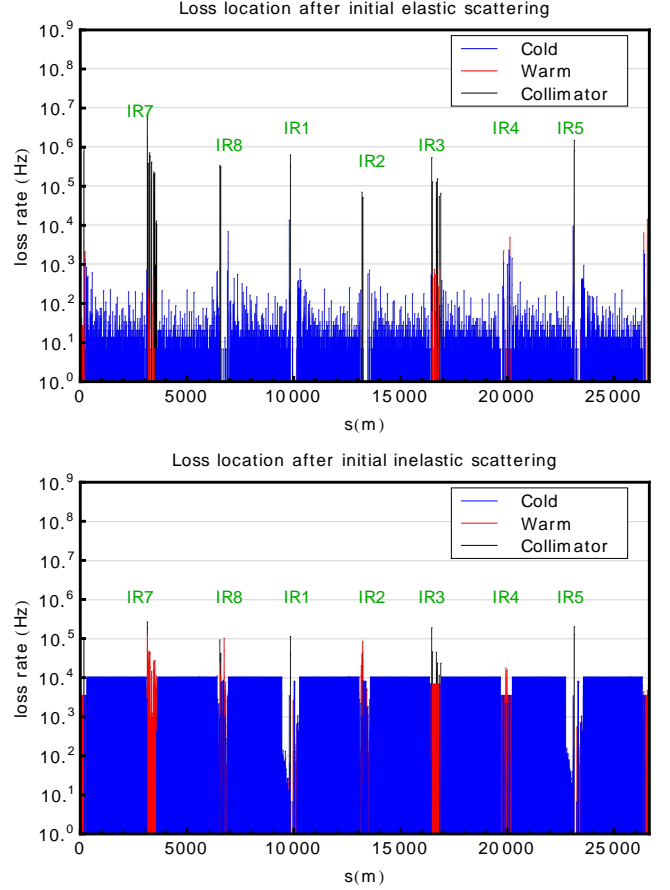 Loss location after initial elastic scattering
10.^9
10.^8
10.^7
10.^6
10.^5
10.^4
10.^3
10.^2
10.^1
10.^0
loss rate (Hz)
Cold
Warm
Collimator
IR7
IR8
IR1
IR2
IR3
IR4
IR5
0 5000 10 000 15 000 20 000 25 000
s(m)
Loss location after initial inelastic scattering
10.^9
10.^8
10.^7
10.^6
10.^5
10.^4
10.^3
10.^2
10.^1
10.^0
loss rate (Hz)
Cold
Warm
Collimator
IR7 IR8 IR1 IR2 IR3 IR4 IR5
0 5000 10 000 15 000 20 000 25 000
s(m)